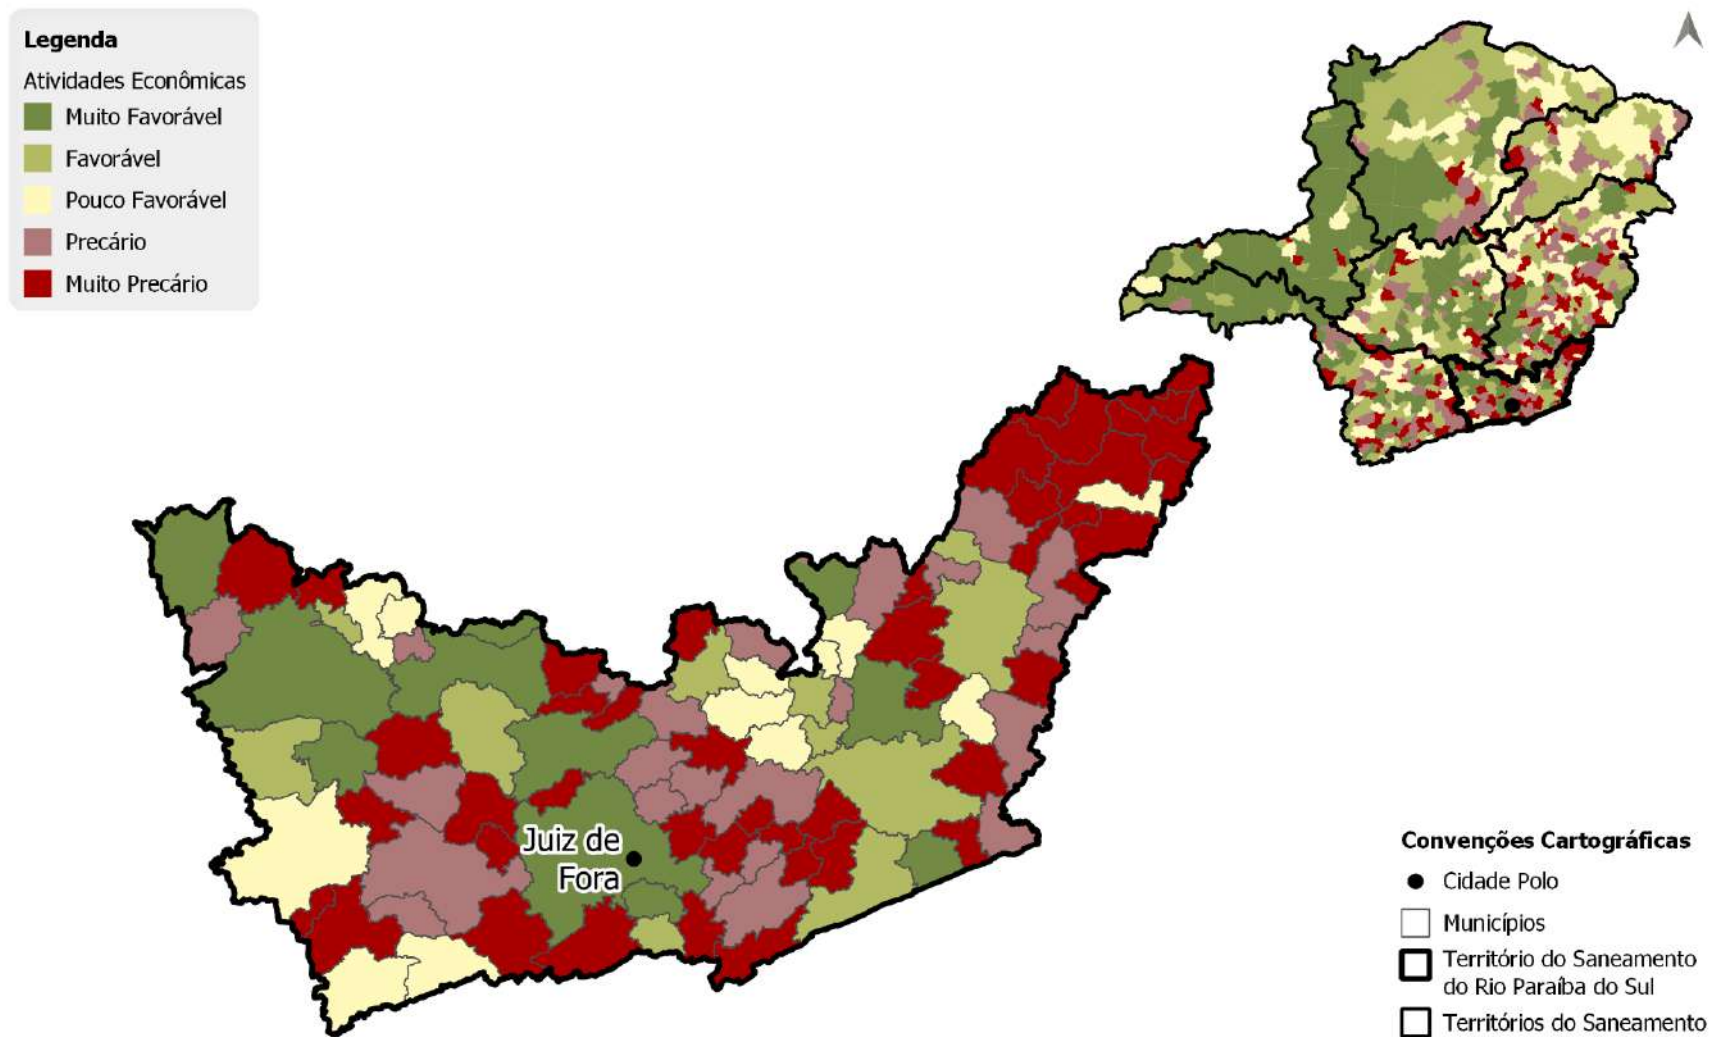 Legenda
Atividades Econômicas
Muito Favorável
Favorável
Pouco Favorável
Precário
Muito Precário
Juiz de
Fora
Convenções Cartográficas
Cidade Polo
Municípios
Território do Saneamento
do Rio Paraíba do Sul
Territórios do Saneamento